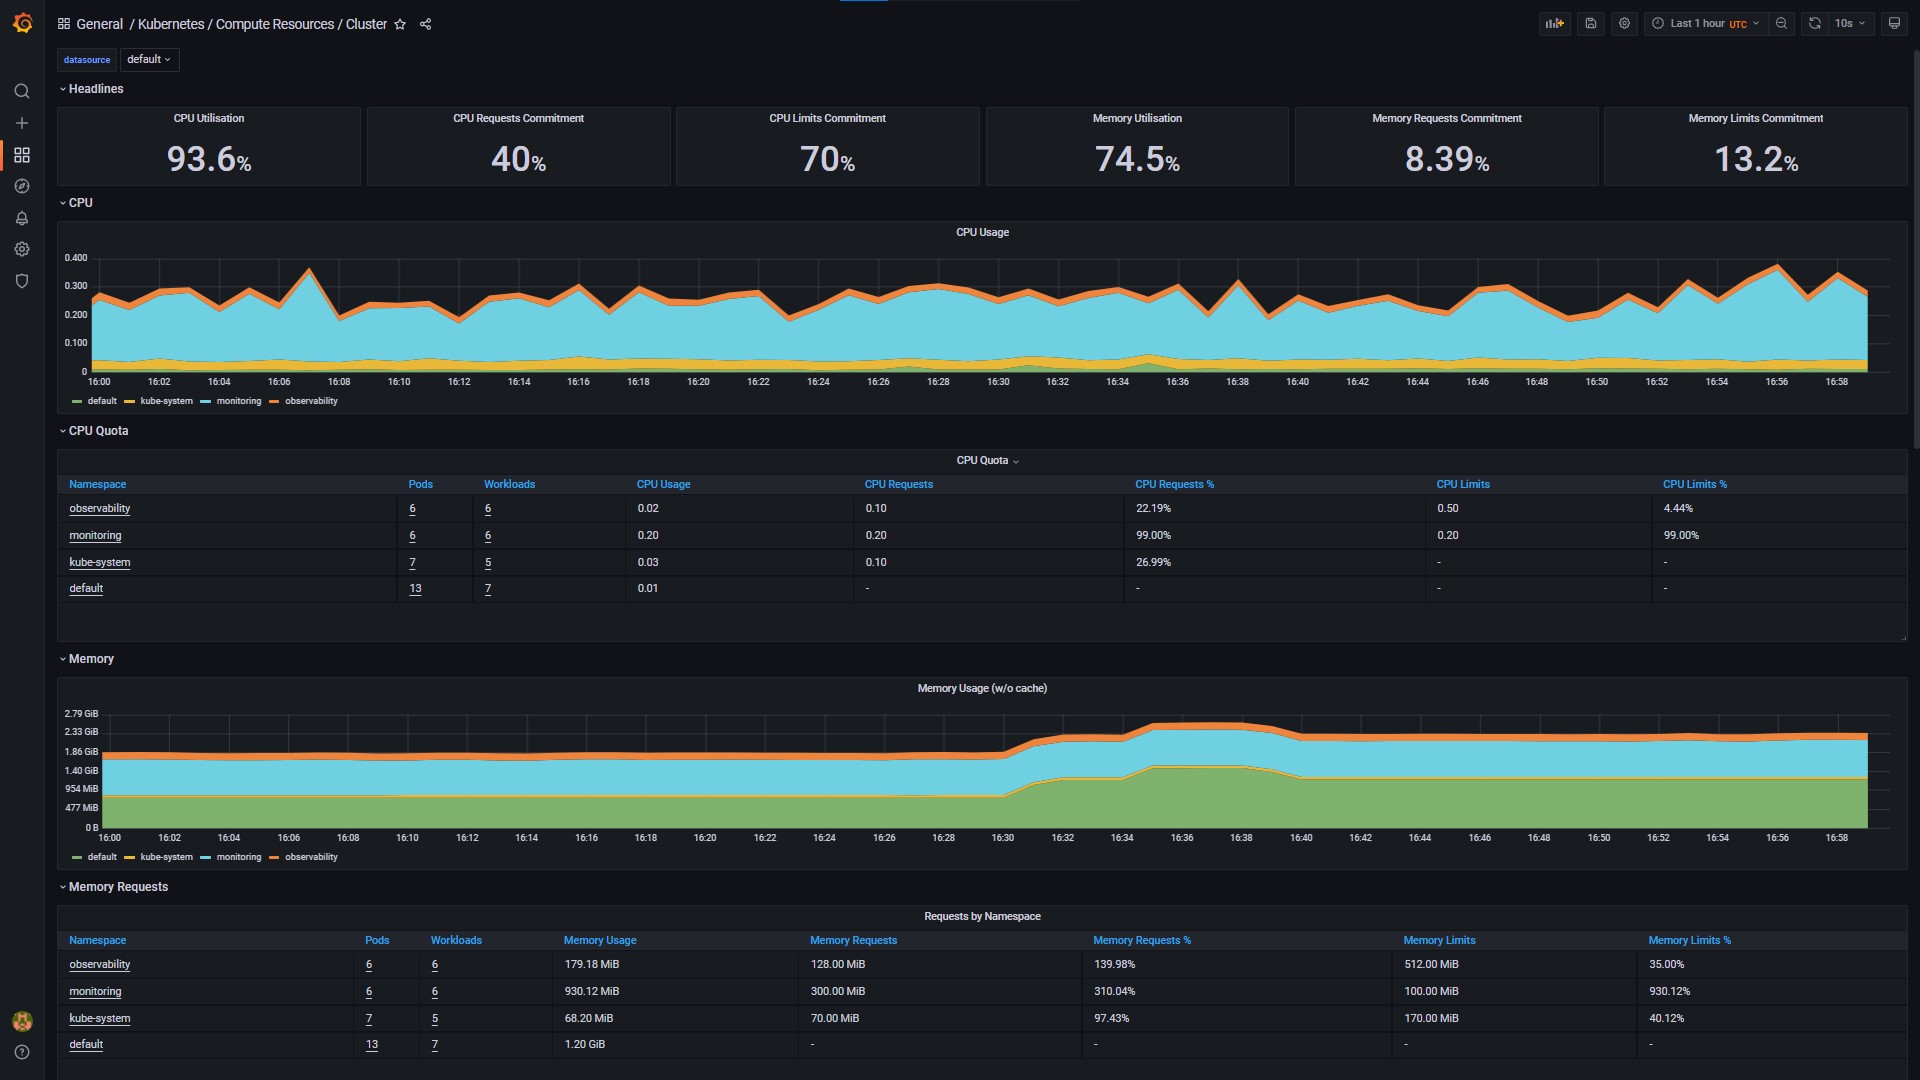 General / Kubernetes / Compute Resources / Cluster
Last 1 hour UTC
10s
datasource default
Headlines
CPU Utilisation CPU Requests Commitment CPU Limits Commitment Memory Utilisation Memory Requests Commitment Memory Limits Commitment
93.6% 40% 70% 74.5% 8.39% 13.2%
CPU
CPU Usage
0.400
0.300
0.200
0.100
0
16:00 16:02 16:04 16:06 16:08 16:10 16:12 16:14 16:16 16:18 16:20 16:22 16:24 16:26 16:28 16:30 16:32 16:34 16:36 16:38 16:40 16:42 16:44 16:46 16:48 16:50 16:52 16:54 16:56 16:58
default kube-system monitoring observability
CPU Quota
CPU Quota
Namespace Pods Workloads CPU Usage CPU Requests CPU Requests % CPU Limits CPU Limits %
observability 6 6 0.02 0.10 22.19% 0.50 4.44%
monitoring 6 6 0.20 0.20 99.00% 0.20 99.00%
kube-system 7 5 0.03 0.10 26.99% - -
default 13 7 0.01 - - - -
Memory
Memory Usage (w/o cache)
2.79 GiB
2.33 GiB
1.86 GiB
1.40 GiB
954 MiB
477 MiB
0 B
16:00 16:02 16:04 16:06 16:08 16:10 16:12 16:14 16:16 16:18 16:20 16:22 16:24 16:26 16:28 16:30 16:32 16:34 16:36 16:38 16:40 16:42 16:44 16:46 16:48 16:50 16:52 16:54 16:56 16:58
default kube-system monitoring observability
Memory Requests
Requests by Namespace
Namespace Pods Workloads Memory Usage Memory Requests Memory Requests % Memory Limits Memory Limits %
observability 6 6 179.18 MiB 128.00 MiB 139.98% 512.00 MiB 35.00%
monitoring 6 6 930.12 MiB 300.00 MiB 310.04% 100.00 MiB 930.12%
kube-system 7 5 68.20 MiB 70.00 MiB 97.43% 170.00 MiB 40.12%
default 13 7 1.20 GiB - - - -